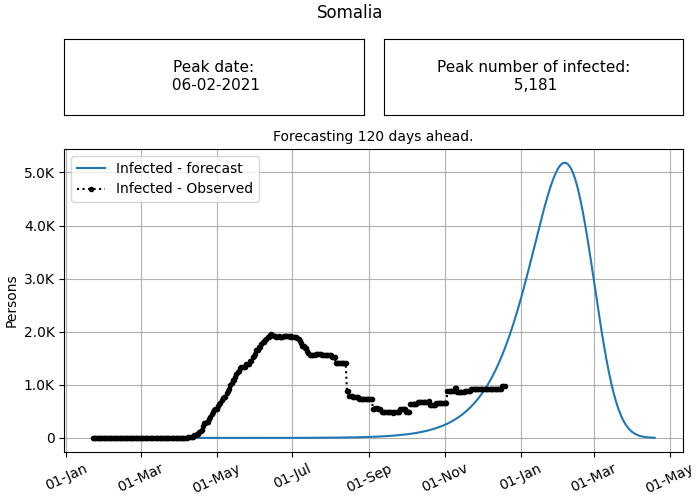 Somalia
Peak date:
06-02-2021
Peak number of infected:
5,181
Forecasting 120 days ahead.
Infected - forecast
Infected - Observed
Persons
5.0K
4.0K
3.0K
2.0K
1.0K
0
01-Jan
01-Mar
01-May
01-Jul
01-Sep
01-Nov
01-Jan
01-Mar
01-May